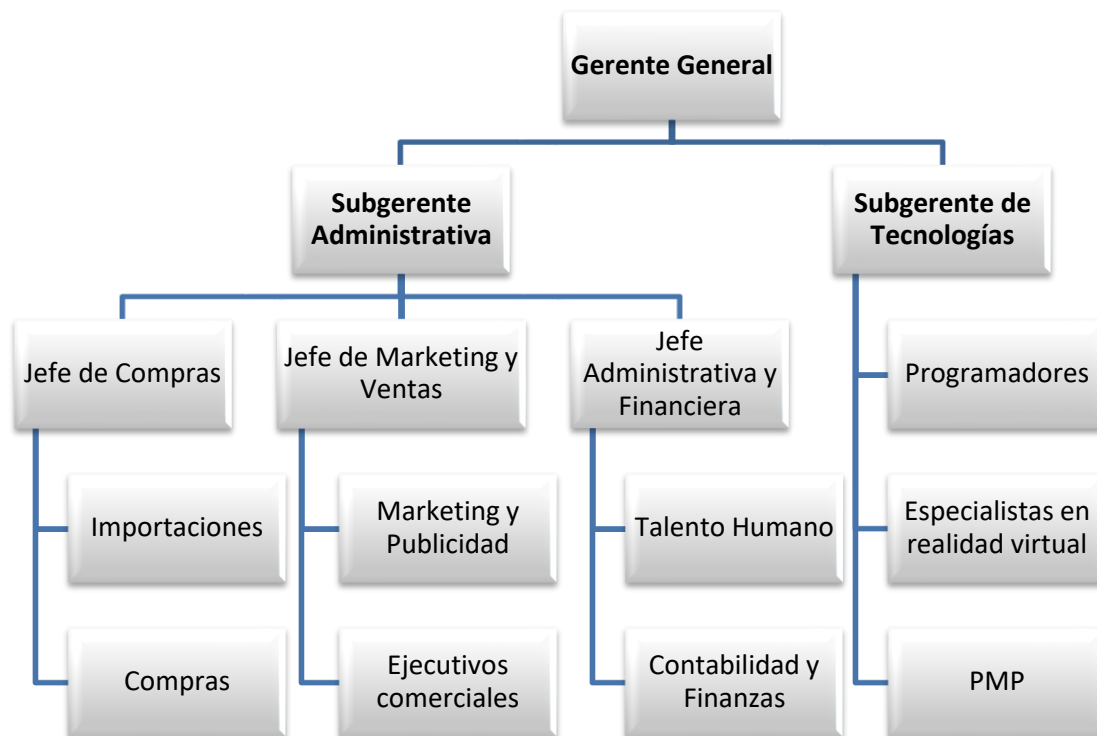 Gerente General
Subgerente
Administrativa
Subgerente de
Tecnologías
Jefe de Compras
Jefe de Marketing y
Ventas
Jefe
Administrativa y
Financiera
Programadores
Importaciones
Marketing y
Publicidad
Talento Humano
Especialistas en
realidad virtual
Compras
Ejecutivos
comerciales
Contabilidad y
Finanzas
PMP